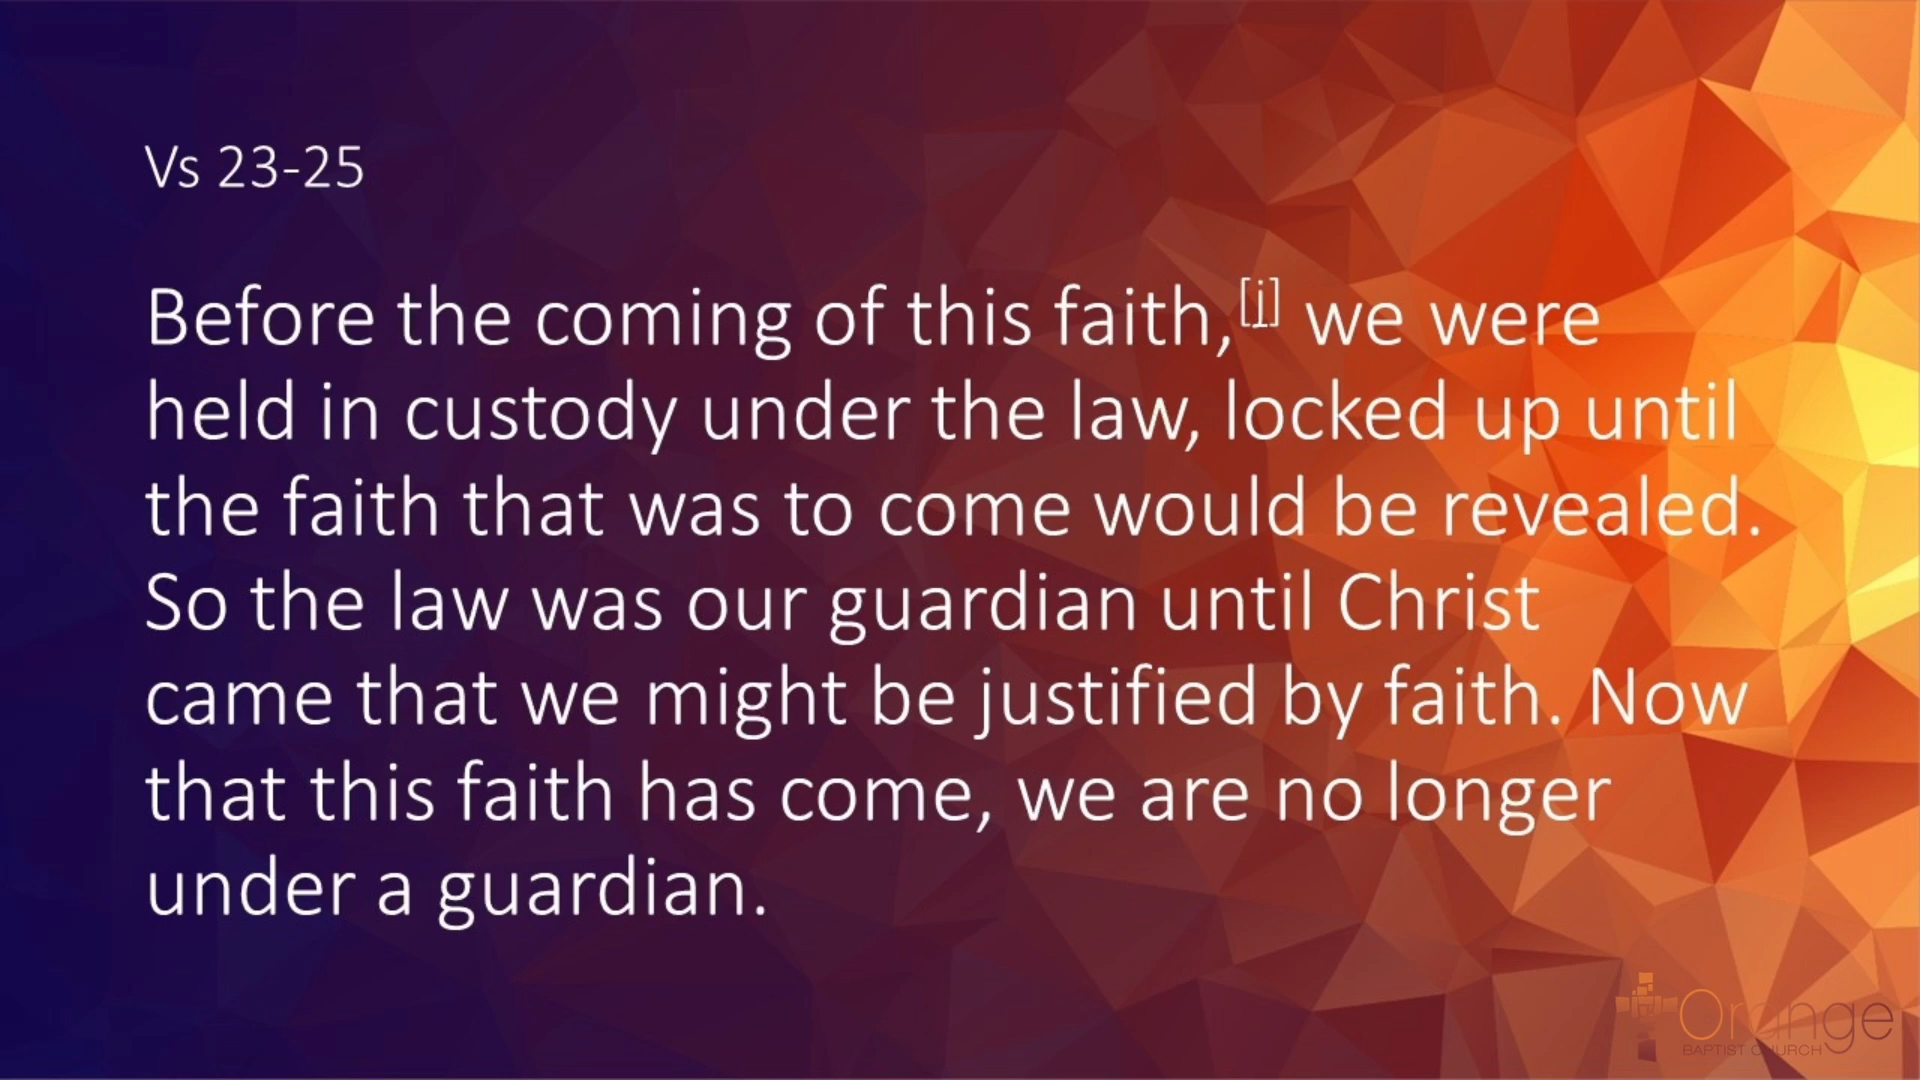 Vs 23-25
Before the coming of this faith,[j] we were
held in custody under the law, locked up until
the faith that was to come would be revealed.
So the law was our guardian until Christ
came that we might be justified by faith. Now
that this faith has come, we are no longer
under a guardian.
Orange
BAPTIST CHURCH